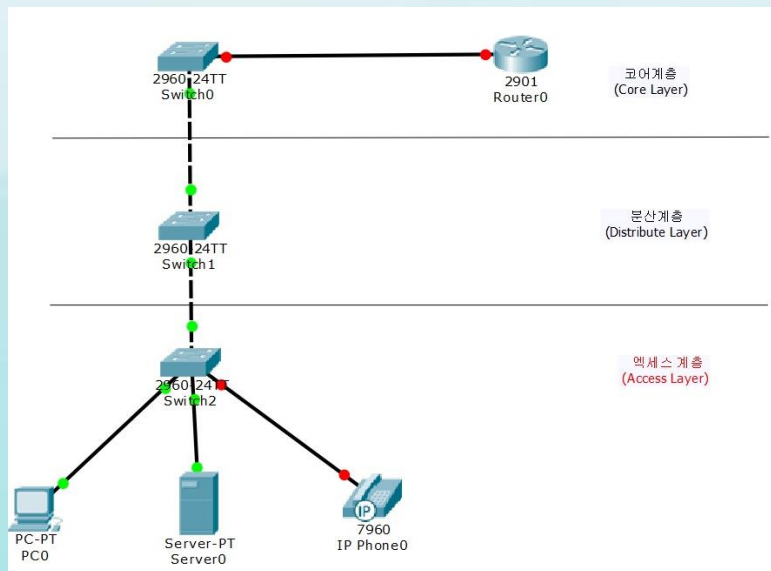 2960-24TT
Switch0
2901
Router0
코어계층
(Core Layer)
2960-24TT
Switch1
분산계층
(Distribute Layer)
2960-24TT
Switch2
엑세스 계층
(Access Layer)
PC-PT
PC0
Server-PT
Server0
IP
7960
IP Phone0